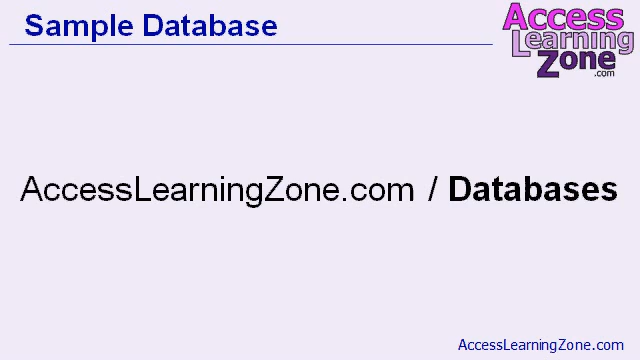 Sample Database
Access
Learning
Zone
.com
AccessLearningZone.com / Databases
AccessLearningZone.com